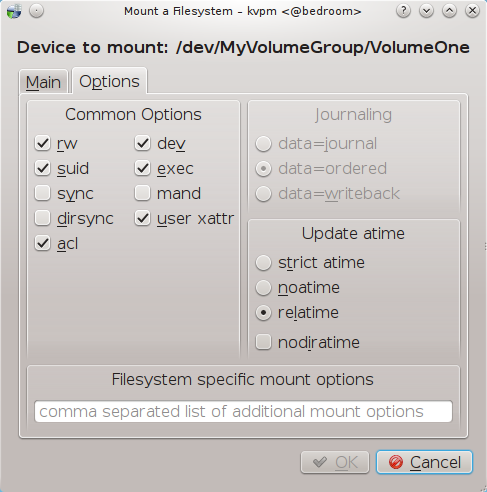 Mount a Filesystem – kvpm <@bedroom>
Device to mount: /dev/MyVolumeGroup/VolumeOne
Main Options
Common Options
rw dev
suid exec
sync mand
dirsync user xattr
acl
Journaling
data=journal
data=ordered
data=writeback
Update atime
strict atime
noatime
relatime
nodiratime
Filesystem specific mount options
comma separated list of additional mount options
OK Cancel